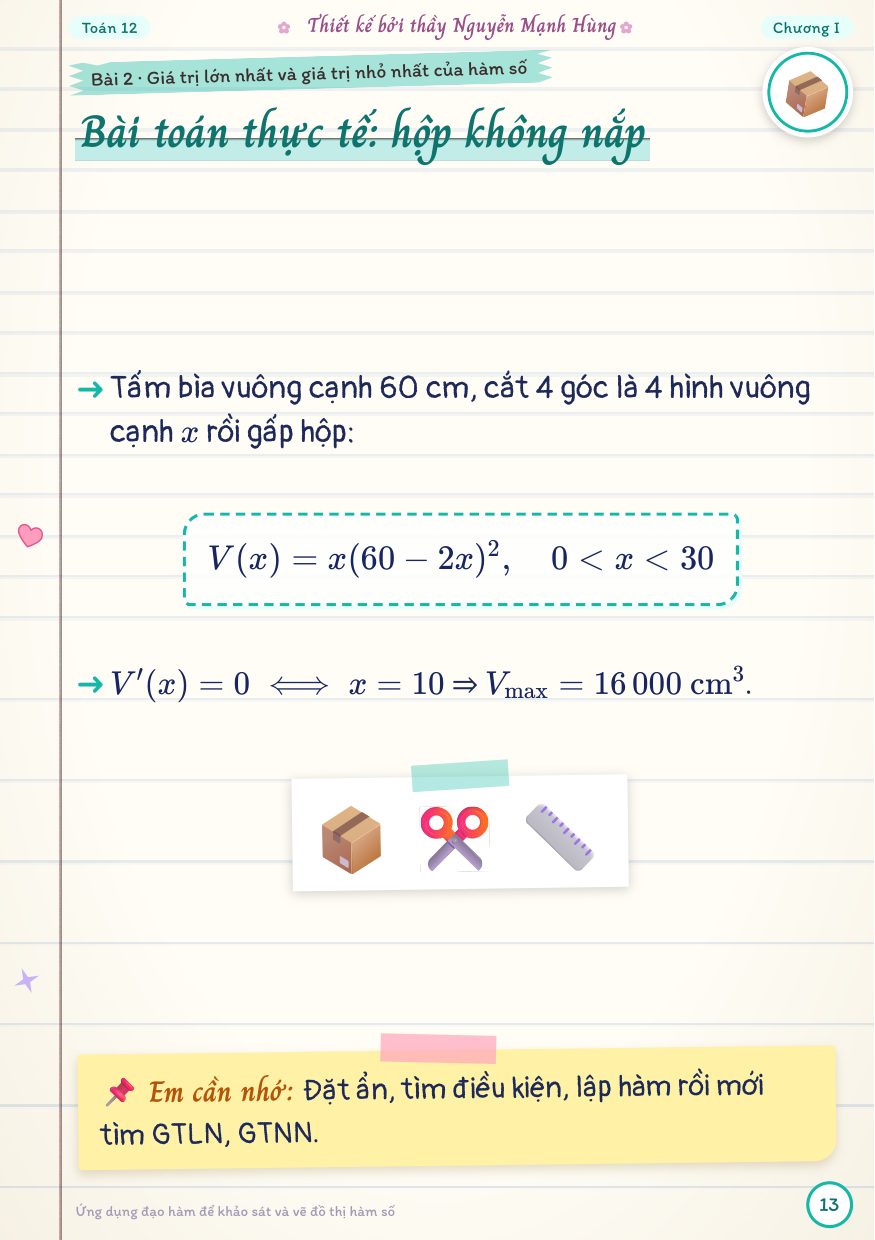 Toán 12
Thiết kế bởi thầy Nguyễn Mạnh Hùng
Chương I
Bài 2 · Giá trị lớn nhất và giá trị nhỏ nhất của hàm số
Bài toán thực tế: hộp không nắp
→ Tấm bìa vuông cạnh 60 cm, cắt 4 góc là 4 hình vuông
cạnh x rồi gấp hộp:
V(x) = x(60 − 2x)², 0 < x < 30
→ V′(x) = 0 ⟺ x = 10 ⇒ Vmax = 16 000 cm³.
Em cần nhớ: Đặt ẩn, tìm điều kiện, lập hàm rồi mới
tìm GTLN, GTNN.
Ứng dụng đạo hàm để khảo sát và vẽ đồ thị hàm số
13